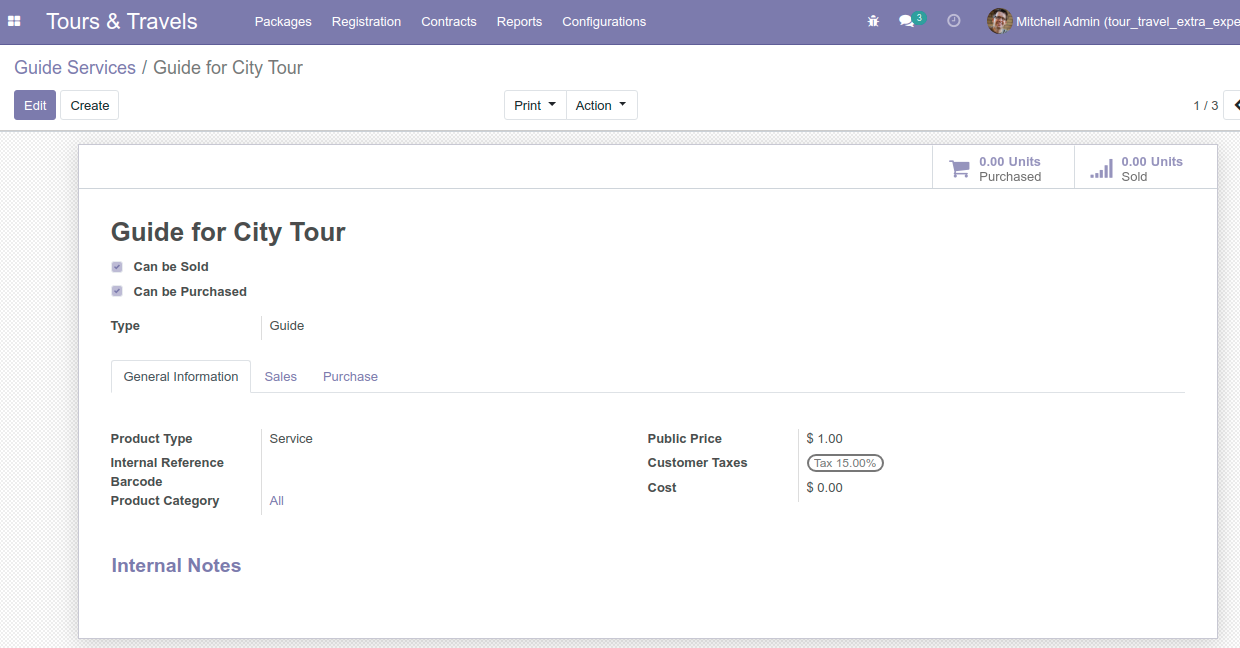 Tours & Travels Packages Registration Contracts Reports Configurations 3 Mitchell Admin (tour_travel_extra_expe
Guide Services / Guide for City Tour
Edit Create Print Action 1 / 3
0.00 Units Purchased
0.00 Units Sold
Guide for City Tour
Can be Sold
Can be Purchased
Type Guide
General Information Sales Purchase
Product Type Service
Internal Reference
Barcode
Product Category All
Public Price $ 1.00
Customer Taxes Tax 15.00%
Cost $ 0.00
Internal Notes